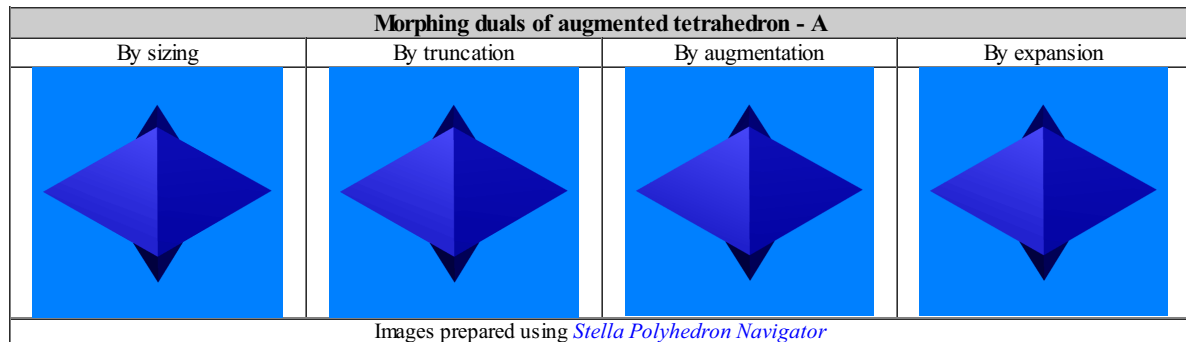 Morphing duals of augmented tetrahedron - A
By sizing By truncation By augmentation By expansion
Images prepared using Stella Polyhedron Navigator